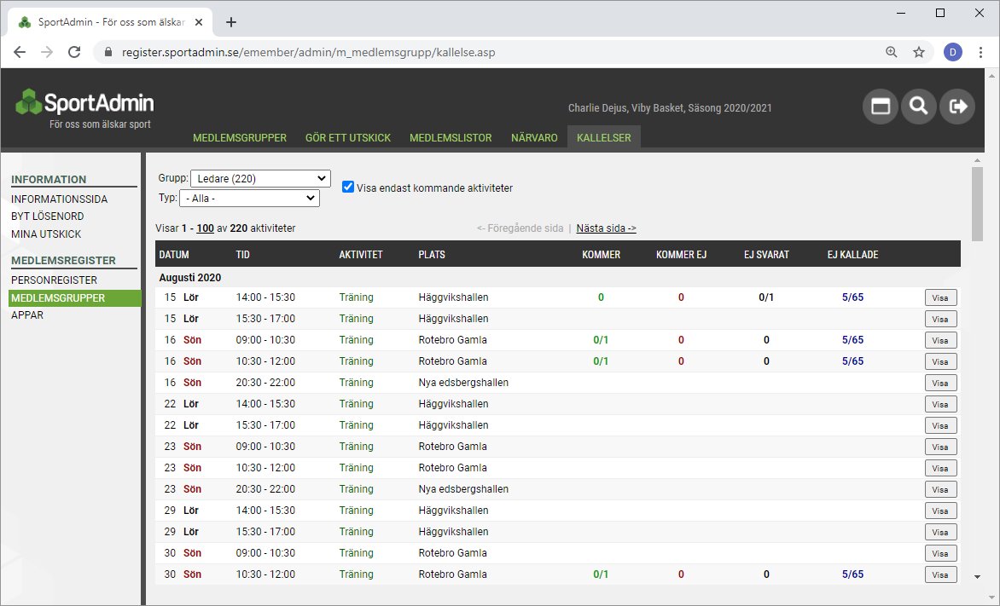 SportAdmin - För oss som älskar
register.sportadmin.se/emember/admin/m_medlemsgrupp/kallelse.asp
D
SportAdmin
För oss som älskar sport
Charlie Dejus, Viby Basket, Säsong 2020/2021
MEDLEMSGRUPPER GÖR ETT UTSKICK MEDLEMSLISTOR NÄRVARO KALLELSER
INFORMATION
INFORMATIONSSIDA
BYT LÖSENORD
MINA UTSKICK
MEDLEMSREGISTER
PERSONREGISTER
MEDLEMSGRUPPER
APPAR
Grupp: Ledare (220)
Typ: - Alla -
Visa endast kommande aktiviteter
Visar 1 - 100 av 220 aktiviteter
<- Föregående sida | Nästa sida ->
DATUM TID AKTIVITET PLATS KOMMER KOMMER EJ EJ SVARAT EJ KALLADE
Augusti 2020
15 Lör 14:00 - 15:30 Träning Häggvikshallen 0 0 0/1 5/65 Visa
15 Lör 15:30 - 17:00 Träning Häggvikshallen Visa
16 Sön 09:00 - 10:30 Träning Rotebro Gamla 0/1 0 0 5/65 Visa
16 Sön 10:30 - 12:00 Träning Rotebro Gamla 0/1 0 0 5/65 Visa
16 Sön 20:30 - 22:00 Träning Nya edsbergshallen Visa
22 Lör 14:00 - 15:30 Träning Häggvikshallen Visa
22 Lör 15:30 - 17:00 Träning Häggvikshallen Visa
23 Sön 09:00 - 10:30 Träning Rotebro Gamla Visa
23 Sön 10:30 - 12:00 Träning Rotebro Gamla Visa
23 Sön 20:30 - 22:00 Träning Nya edsbergshallen Visa
29 Lör 14:00 - 15:30 Träning Häggvikshallen Visa
29 Lör 15:30 - 17:00 Träning Häggvikshallen Visa
30 Sön 09:00 - 10:30 Träning Rotebro Gamla Visa
30 Sön 10:30 - 12:00 Träning Rotebro Gamla 0/1 0 0 5/65 Visa